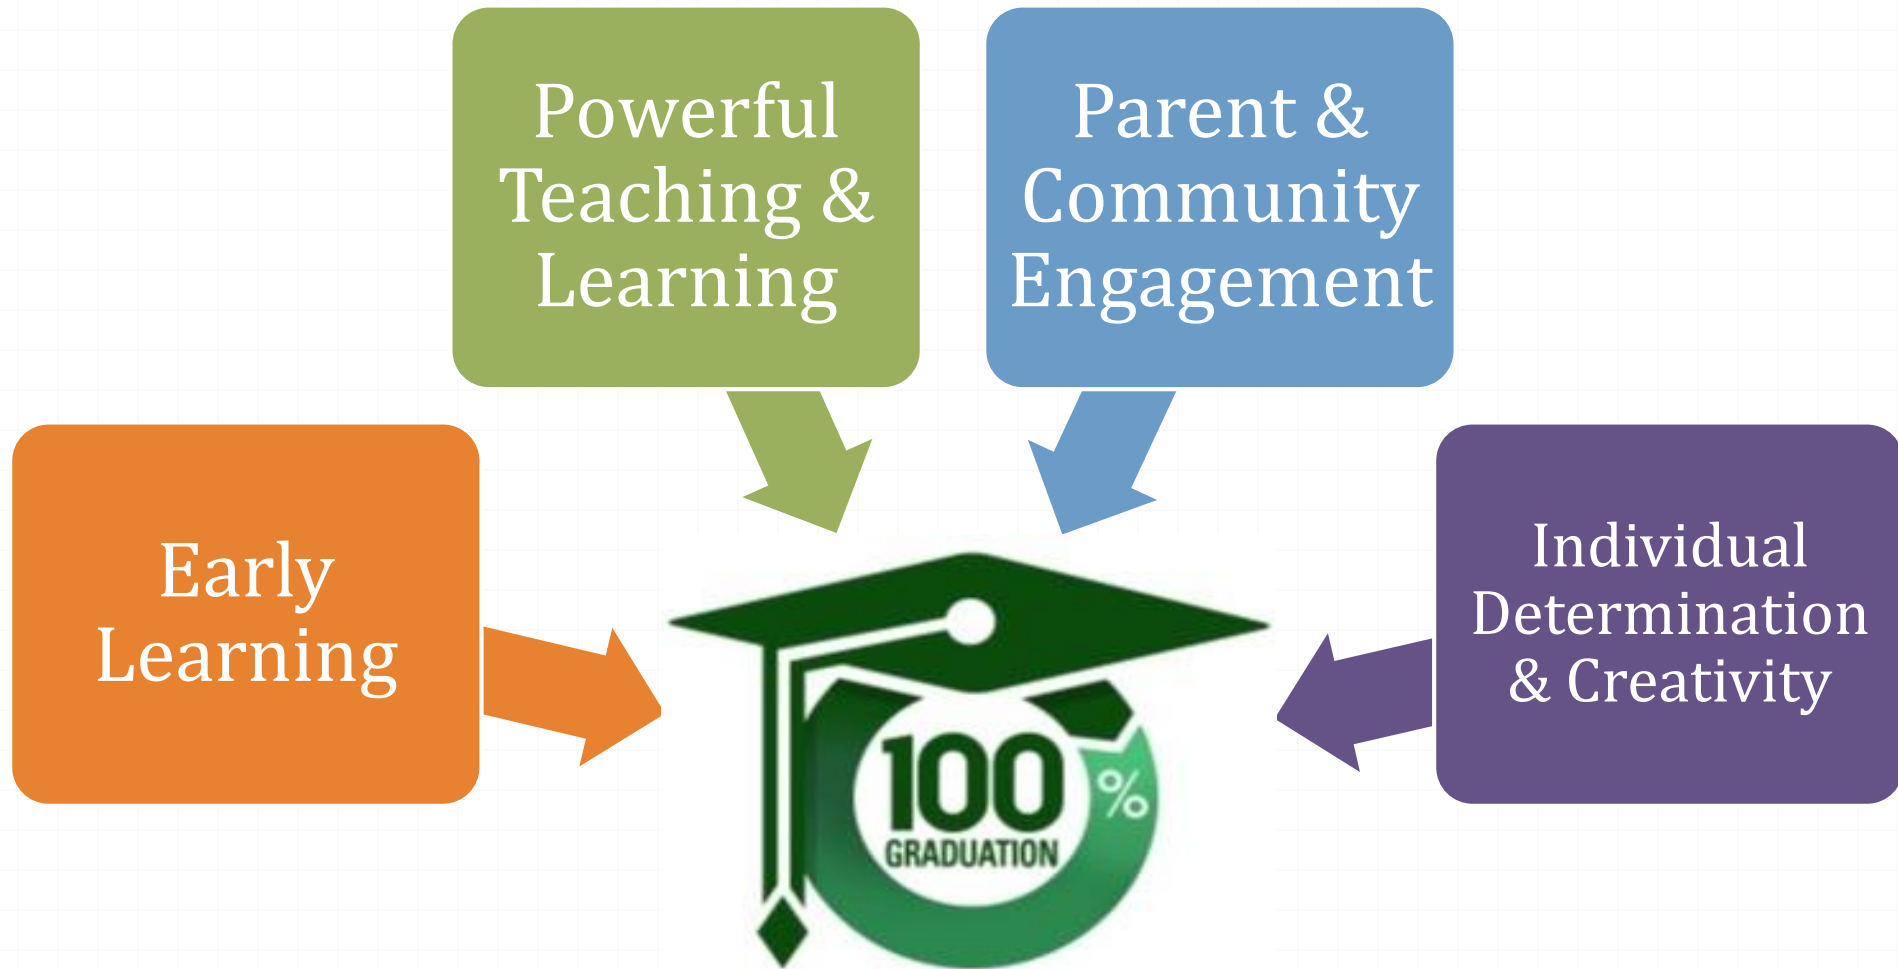 Powerful
Teaching &
Learning
Parent &
Community
Engagement
Early
Learning
Individual
Determination
& Creativity
100
%
GRADUATION